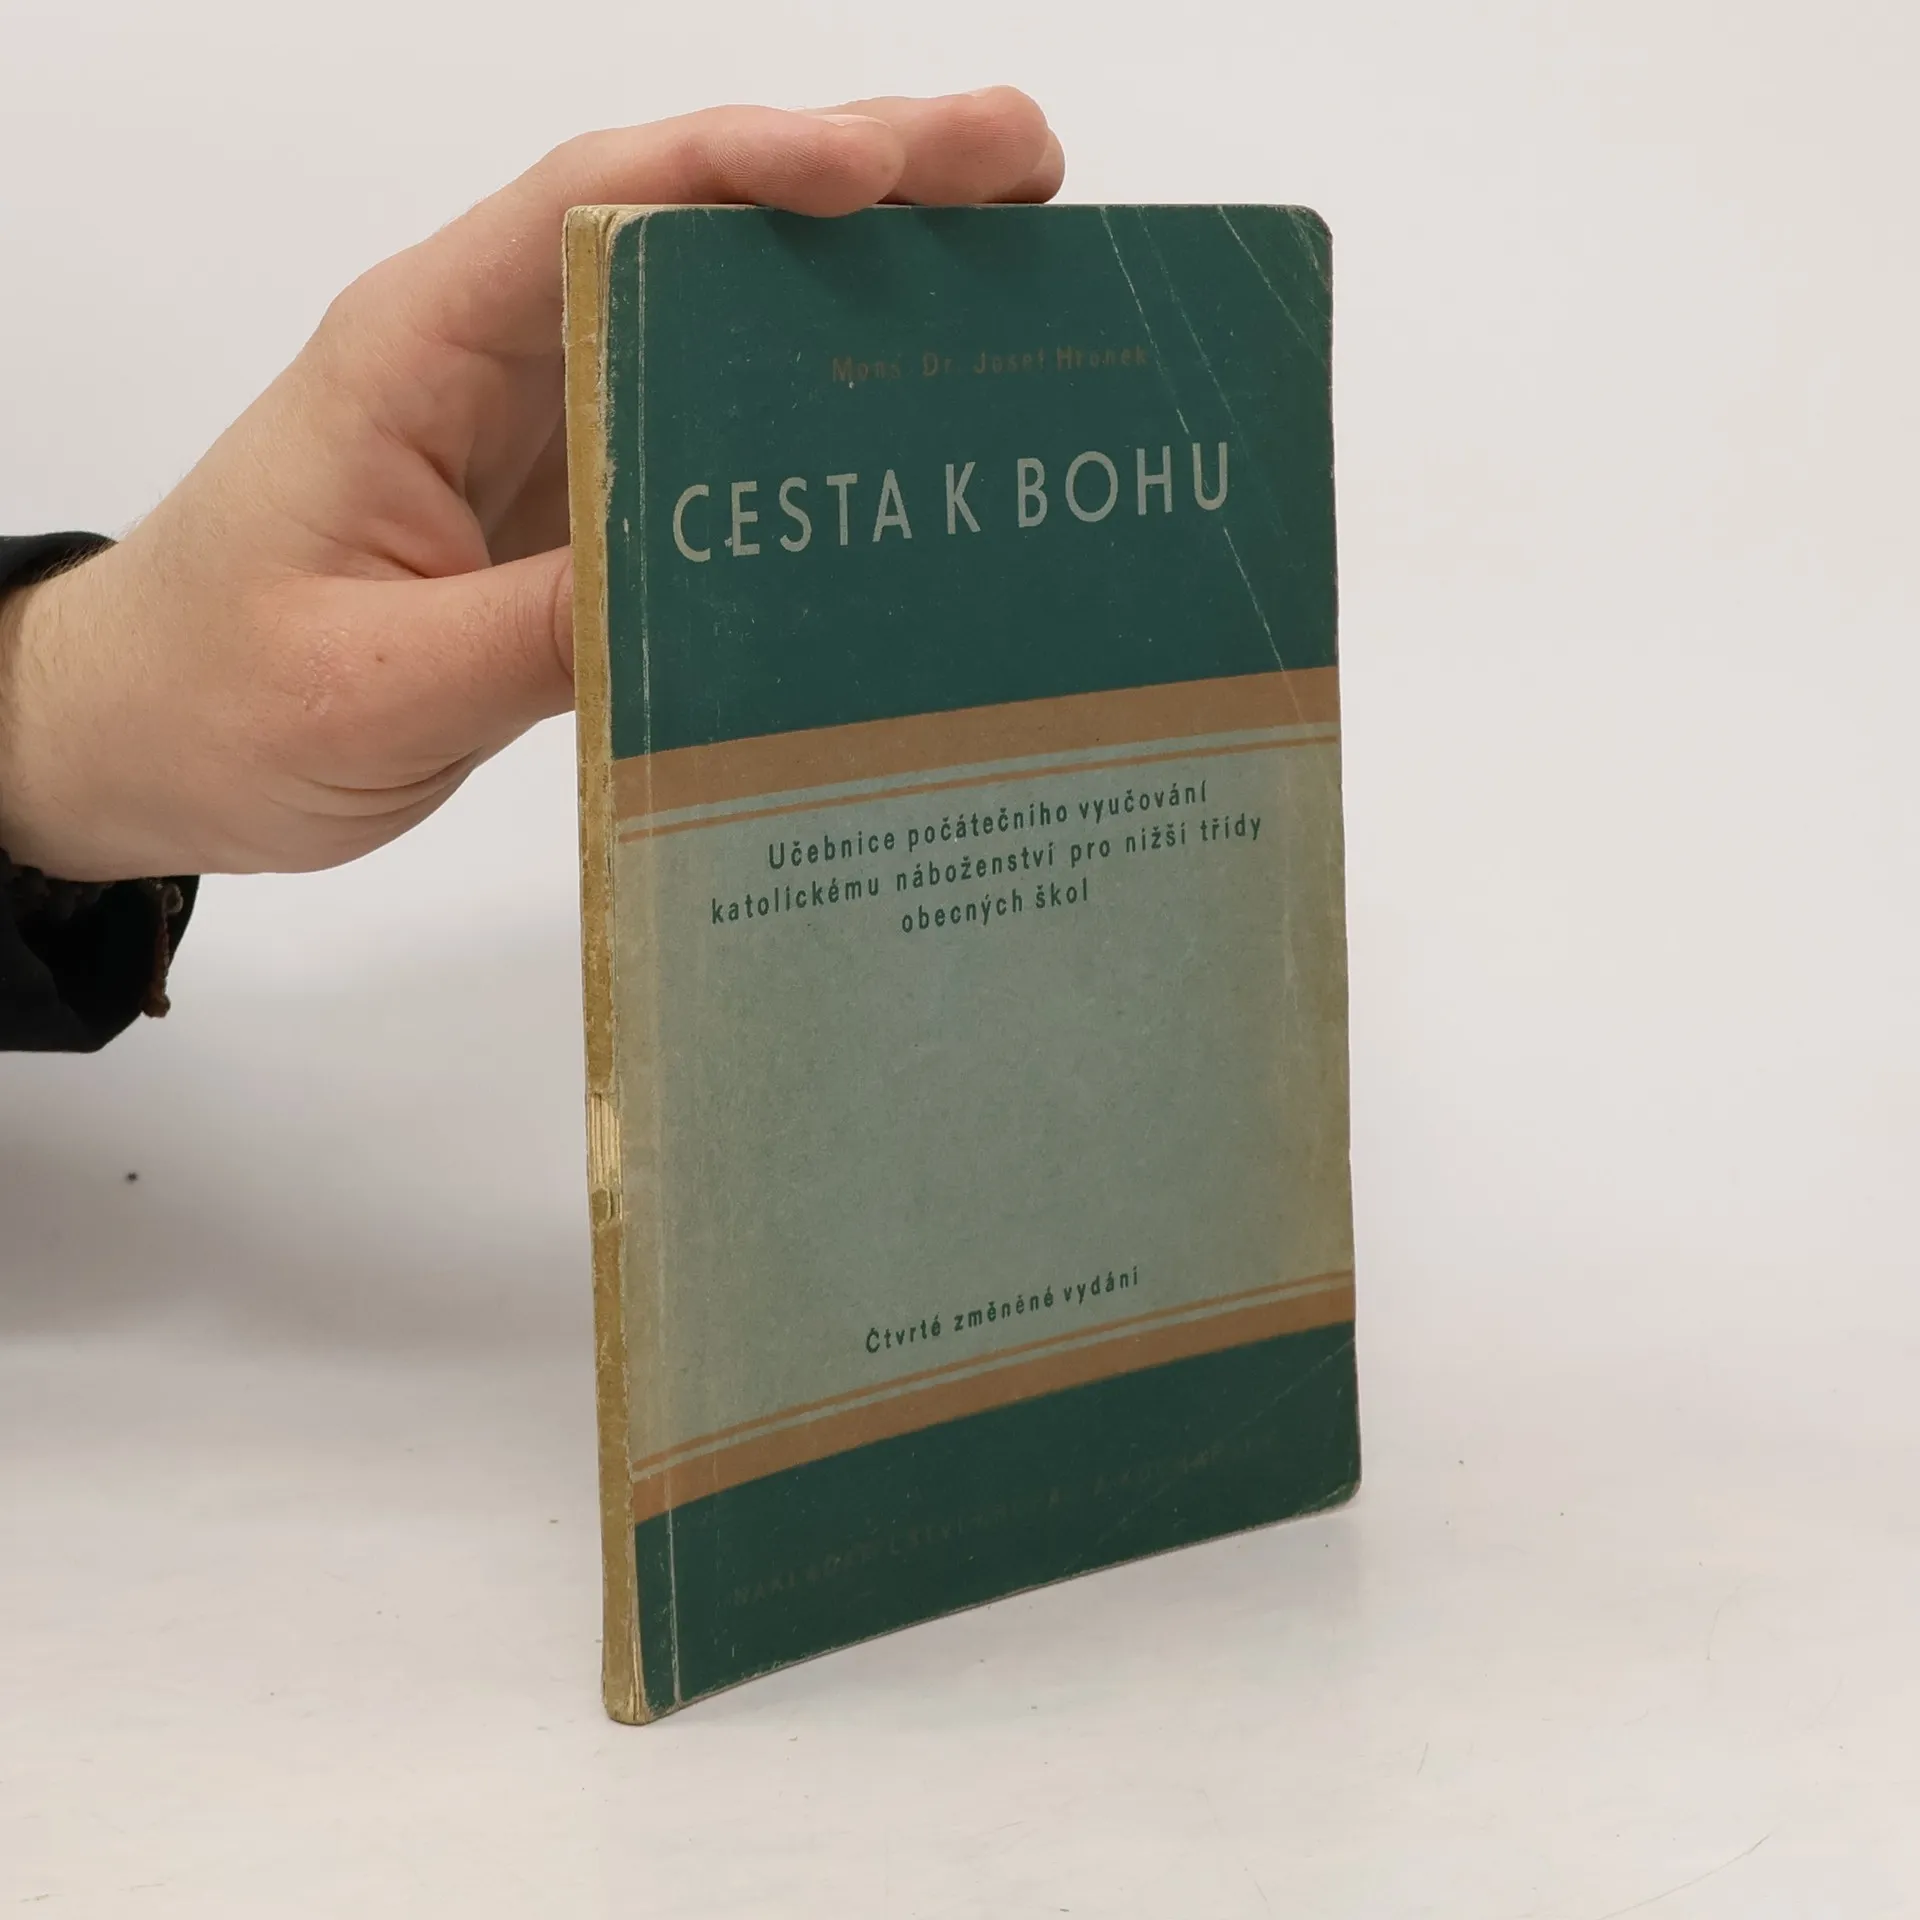 Mons. Dr. Josef Hronek
CESTA K BOHU
Učebnice počátečního vyučování
katolickému náboženství pro nižší třídy
obecných škol
Čtvrté změněné vydání